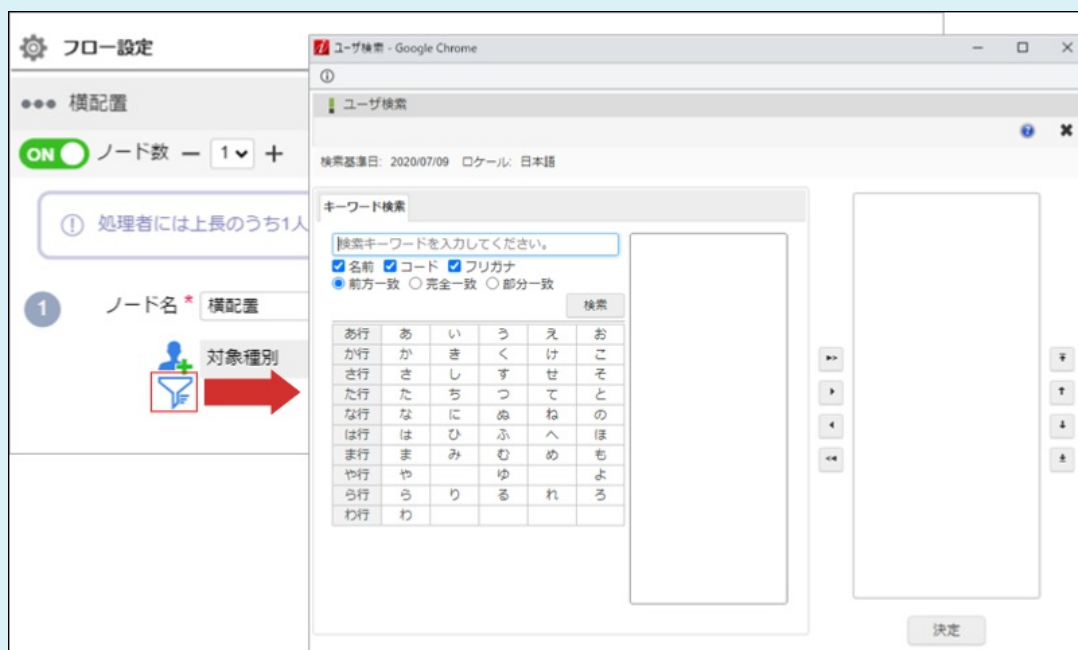 フロー設定
横配置
ON ノード数 － 1 ＋
処理者には上長のうち1人
1 ノード名 * 横配置
対象種別
ユーザ検索 - Google Chrome
ユーザ検索
検索基準日: 2020/07/09 ロケール: 日本語
キーワード検索
検索キーワードを入力してください。
名前 コード フリガナ
前方一致 完全一致 部分一致
検索
あ行 あ い う え お
か行 か き く け こ
さ行 さ し す せ そ
た行 た ち つ て と
な行 な に ぬ ね の
は行 は ひ ふ へ ほ
ま行 ま み む め も
や行 や ゆ よ
ら行 ら り る れ ろ
わ行 わ
決定